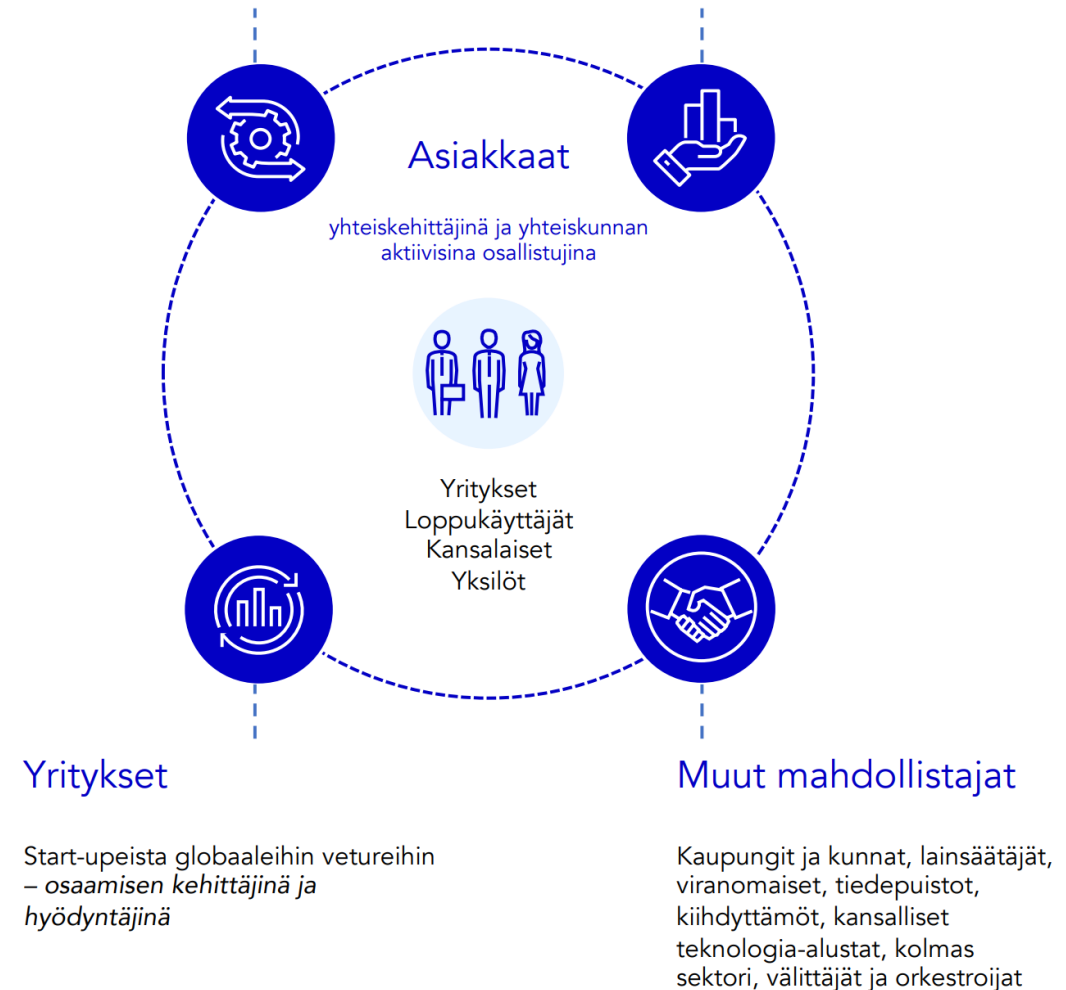 Asiakkaat
yhteiskehittäjinä ja yhteiskunnan
aktiivisina osallistujina
Yritykset
Loppukäyttäjät
Kansalaiset
Yksilöt
Yritykset
Start-upeista globaaleihin vetureihin
– osaamisen kehittäjinä ja
hyödyntäjinä
Muut mahdollistajat
Kaupungit ja kunnat, lainsäätäjät,
viranomaiset, tiedepuistot,
kiihdyttämöt, kansalliset
teknologia-alustat, kolmas
sektori, välittäjät ja orkestroijat